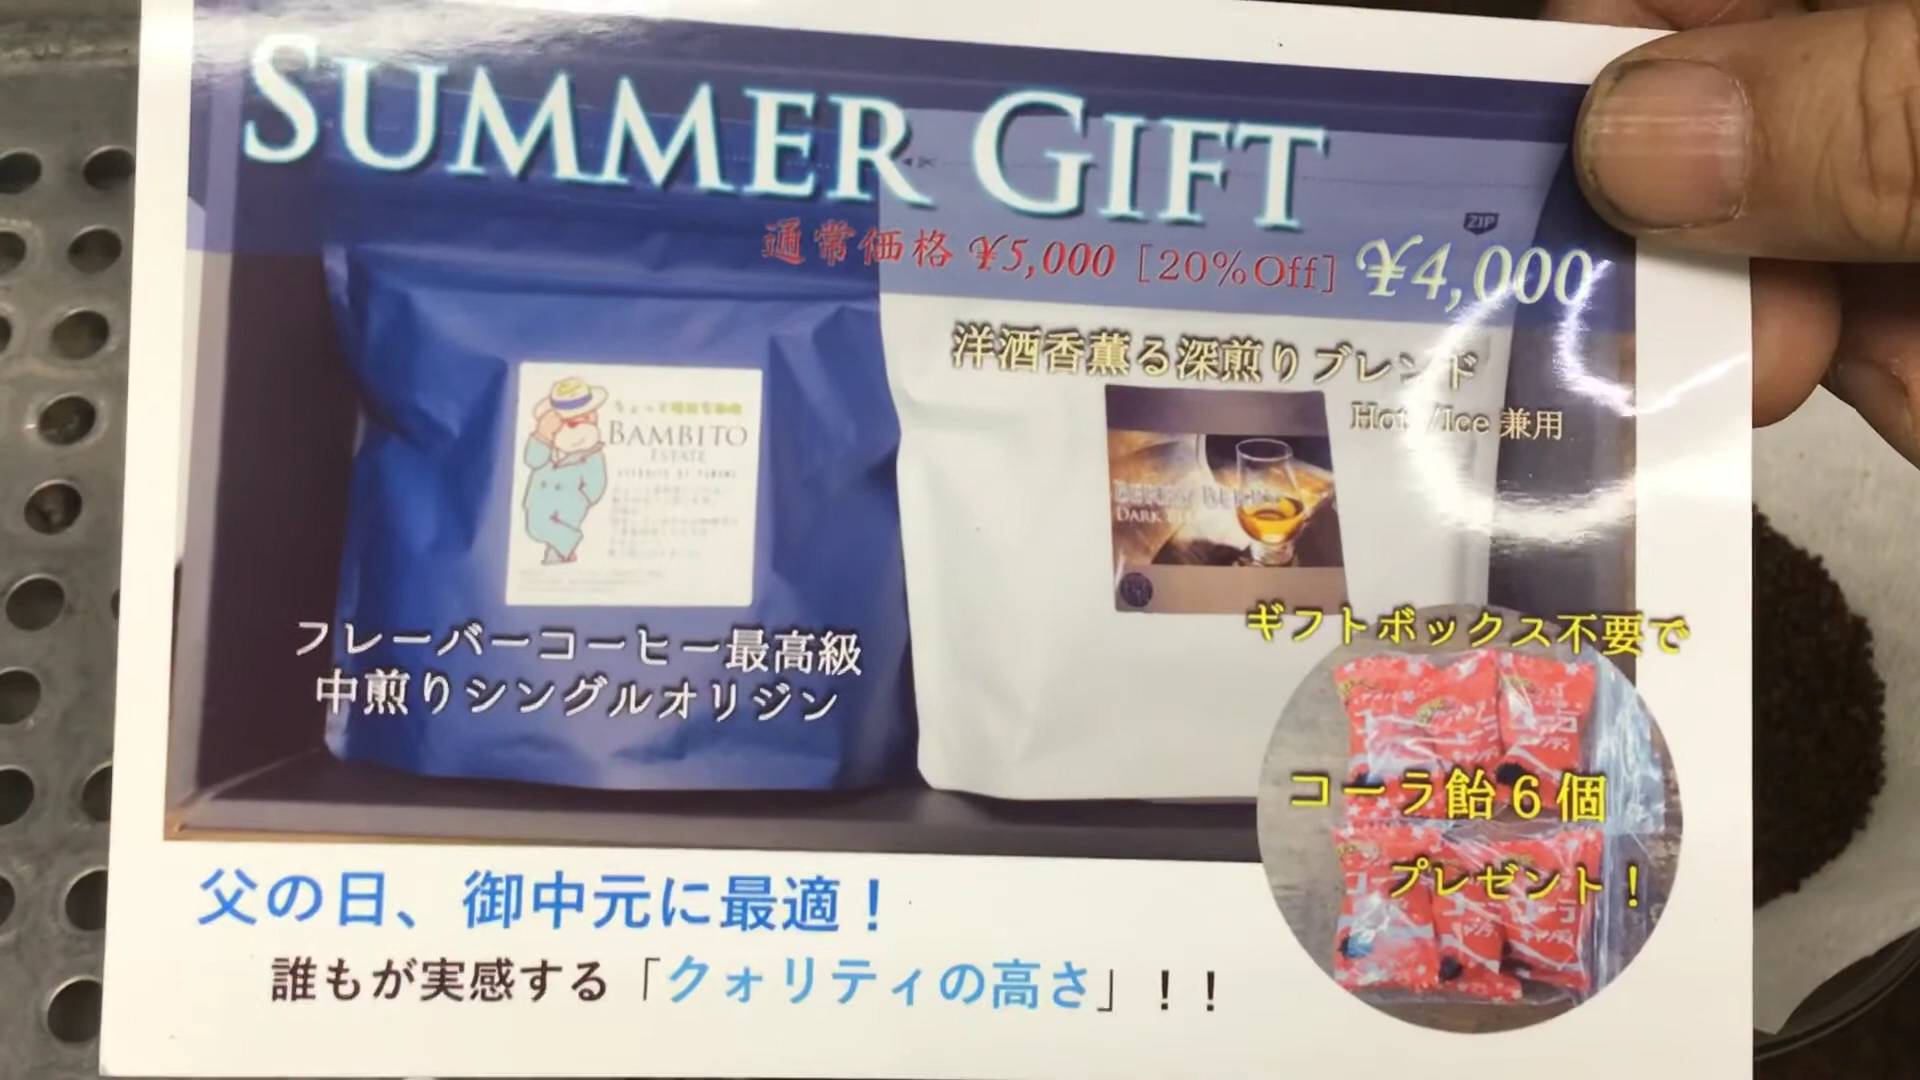 SUMMER GIFT
ZIP
通常価格 ¥5,000 [20%Off] ¥4,000
洋酒香薫る深煎りブレンド
Hot /Ice 兼用
BAMBITO
ESTATE
DARK
フレーバーコーヒー最高級
中煎りシングルオリジン
ギフトボックス不要で
コーラ飴6個
プレゼント！
父の日、御中元に最適！
誰もが実感する「クォリティの高さ」！！